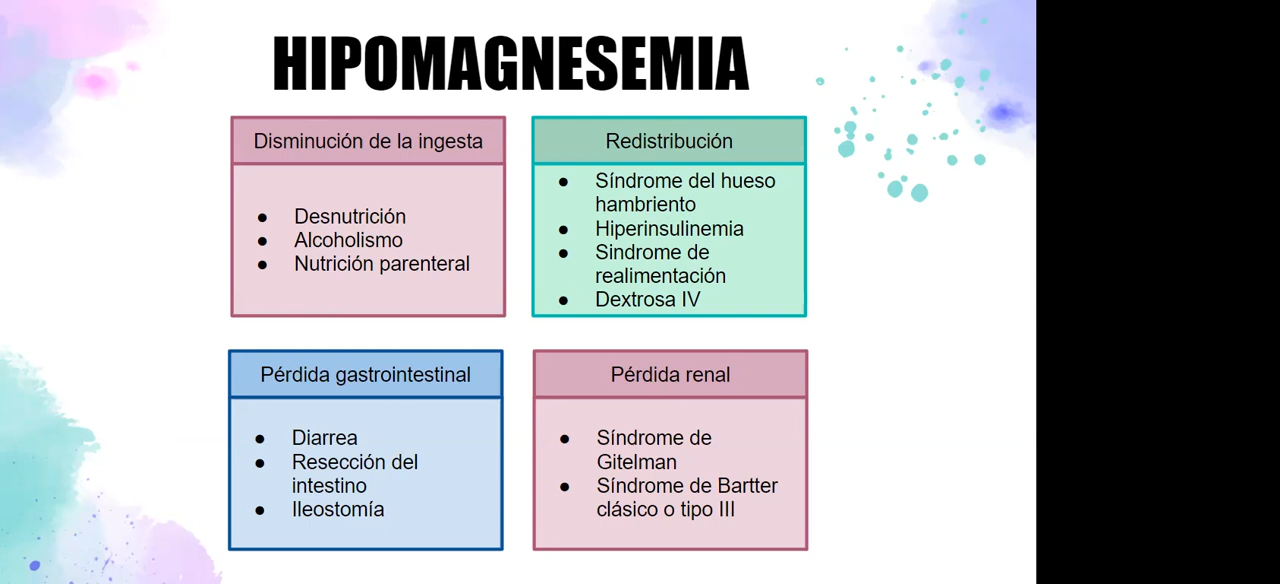 HIPOMAGNESEMIA
Disminución de la ingesta
● Desnutrición
● Alcoholismo
● Nutrición parenteral
Redistribución
● Síndrome del hueso
hambriento
● Hiperinsulinemia
● Sindrome de
realimentación
● Dextrosa IV
Pérdida gastrointestinal
● Diarrea
● Resección del
intestino
● Ileostomía
Pérdida renal
● Síndrome de
Gitelman
● Síndrome de Bartter
clásico o tipo III